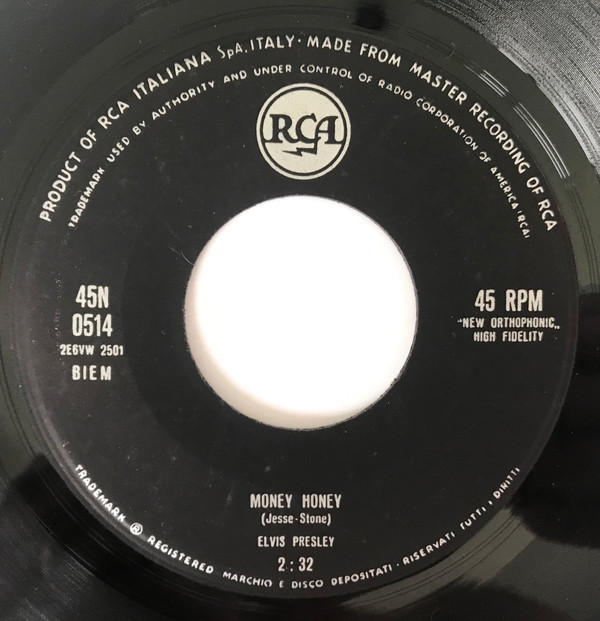 PRODUCT OF RCA ITALIANA SpA. ITALY · MADE FROM MASTER RECORDING OF RCA
TRADEMARK USED BY AUTHORITY AND UNDER CONTROL OF RADIO CORPORATION OF AMERICA (RCA)
RCA
45N
0514
2E6VW 2501
BIEM
45 RPM
"NEW ORTHOPHONIC„
HIGH FIDELITY
MONEY HONEY
(Jesse-Stone)
ELVIS PRESLEY
2:32
TRADEMARK ® REGISTERED MARCHIO E DISCO DEPOSITATI · RISERVATI TUTTI I DIRITTI